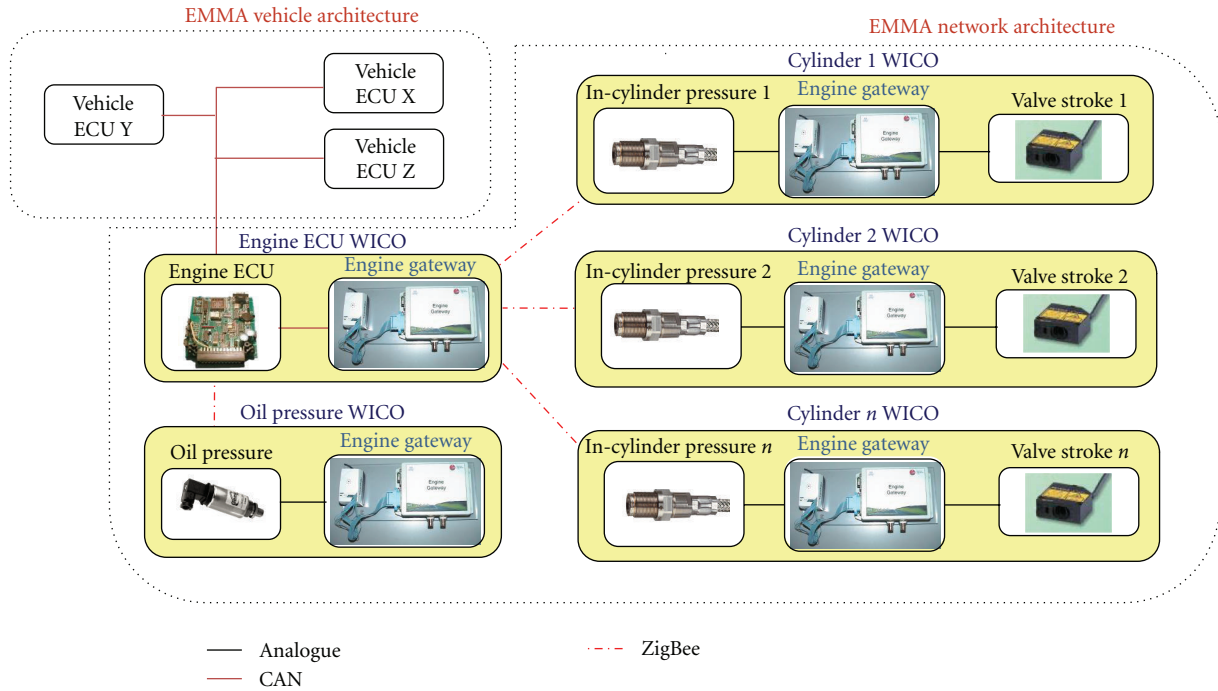 EMMA vehicle architecture
EMMA network architecture
Vehicle
ECU Y
Vehicle
ECU X
Vehicle
ECU Z
Cylinder 1 WICO
In-cylinder pressure 1
Engine gateway
Engine
Gateway
Valve stroke 1
Engine ECU WICO
Engine ECU
Engine gateway
Engine
Gateway
Cylinder 2 WICO
In-cylinder pressure 2
Engine gateway
Engine
Gateway
Valve stroke 2
Oil pressure WICO
Oil pressure
Engine gateway
Engine
Gateway
Cylinder n WICO
In-cylinder pressure n
Engine gateway
Engine
Gateway
Valve stroke n
Analogue
CAN
ZigBee